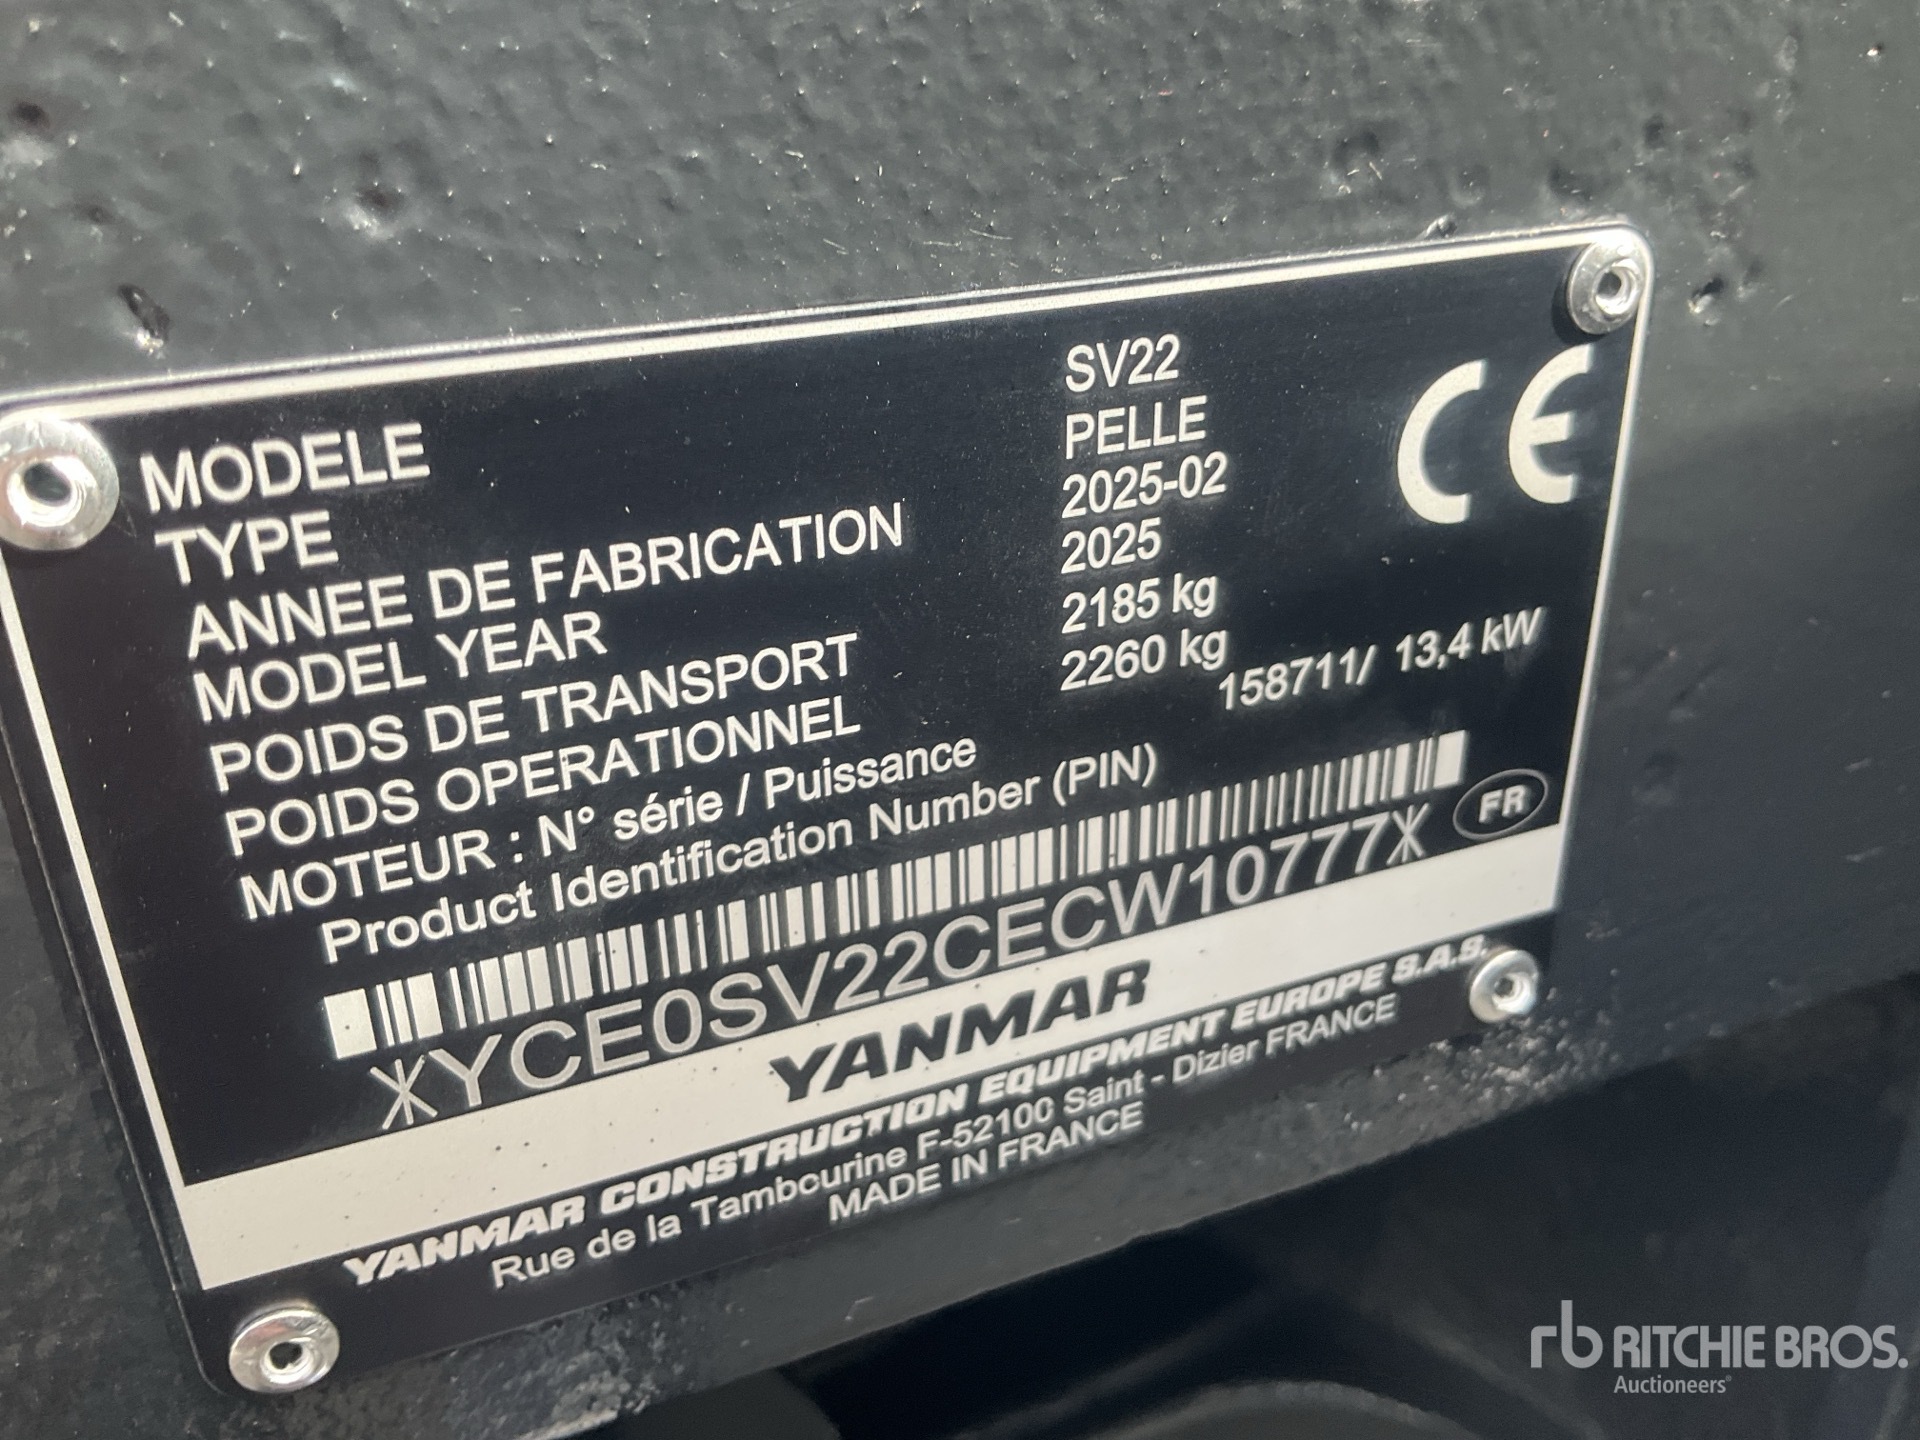 MODELE SV22
TYPE PELLE
ANNEE DE FABRICATION 2025-02
MODEL YEAR 2025
POIDS DE TRANSPORT 2185 kg
POIDS OPERATIONNEL 2260 kg
MOTEUR : N° série / Puissance 158711/ 13,4 kW
Product Identification Number (PIN)
CE
FR
YCE0SV22CECW10777
YANMAR
YANMAR CONSTRUCTION EQUIPMENT EUROPE S.A.S.
Rue de la Tambourine F-52100 Saint - Dizier FRANCE
MADE IN FRANCE
rb RITCHIE BROS.
Auctioneers